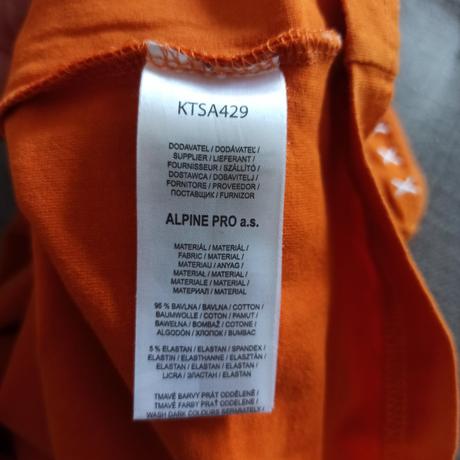 KTSA429
DODAVATEL / DODÁVATEĽ /
SUPPLIER / LIEFERANT /
FOURNISSEUR / SZÁLLÍTÓ /
DOSTAWCA / DOBAVITELJ /
FORNITORE / PROVEEDOR /
ПОСТАВЩИК / FURNIZOR
ALPINE PRO a.s.
MATERIÁL / MATERIÁL /
FABRIC / MATERIAL /
MATERIAU / ANYAG /
MATERIAŁ / MATERIAL /
MATERIALE / MATERIAL /
МАТЕРИАЛ / MATERIAL
95 % BAVLNA / BAVLNA / COTTON /
BAUMWOLLE / COTON / PAMUT /
BAWEŁNA / BOMBAŽ / COTONE /
ALGODÓN / ХЛОПОК / BUMBAC
5 % ELASTAN / ELASTAN / SPANDEX /
ELASTIN / ELASTHANNE / ELASZTÁN /
ELASTAN / ELASTAN / ELASTAN /
LICRA / ЭЛАСТАН / ELASTAN
TMAVÉ BARVY PRÁT ODDĚLENĚ /
TMAVÉ FARBY PRAŤ ODDELENE /
WASH DARK COLOURS SEPARATELY /